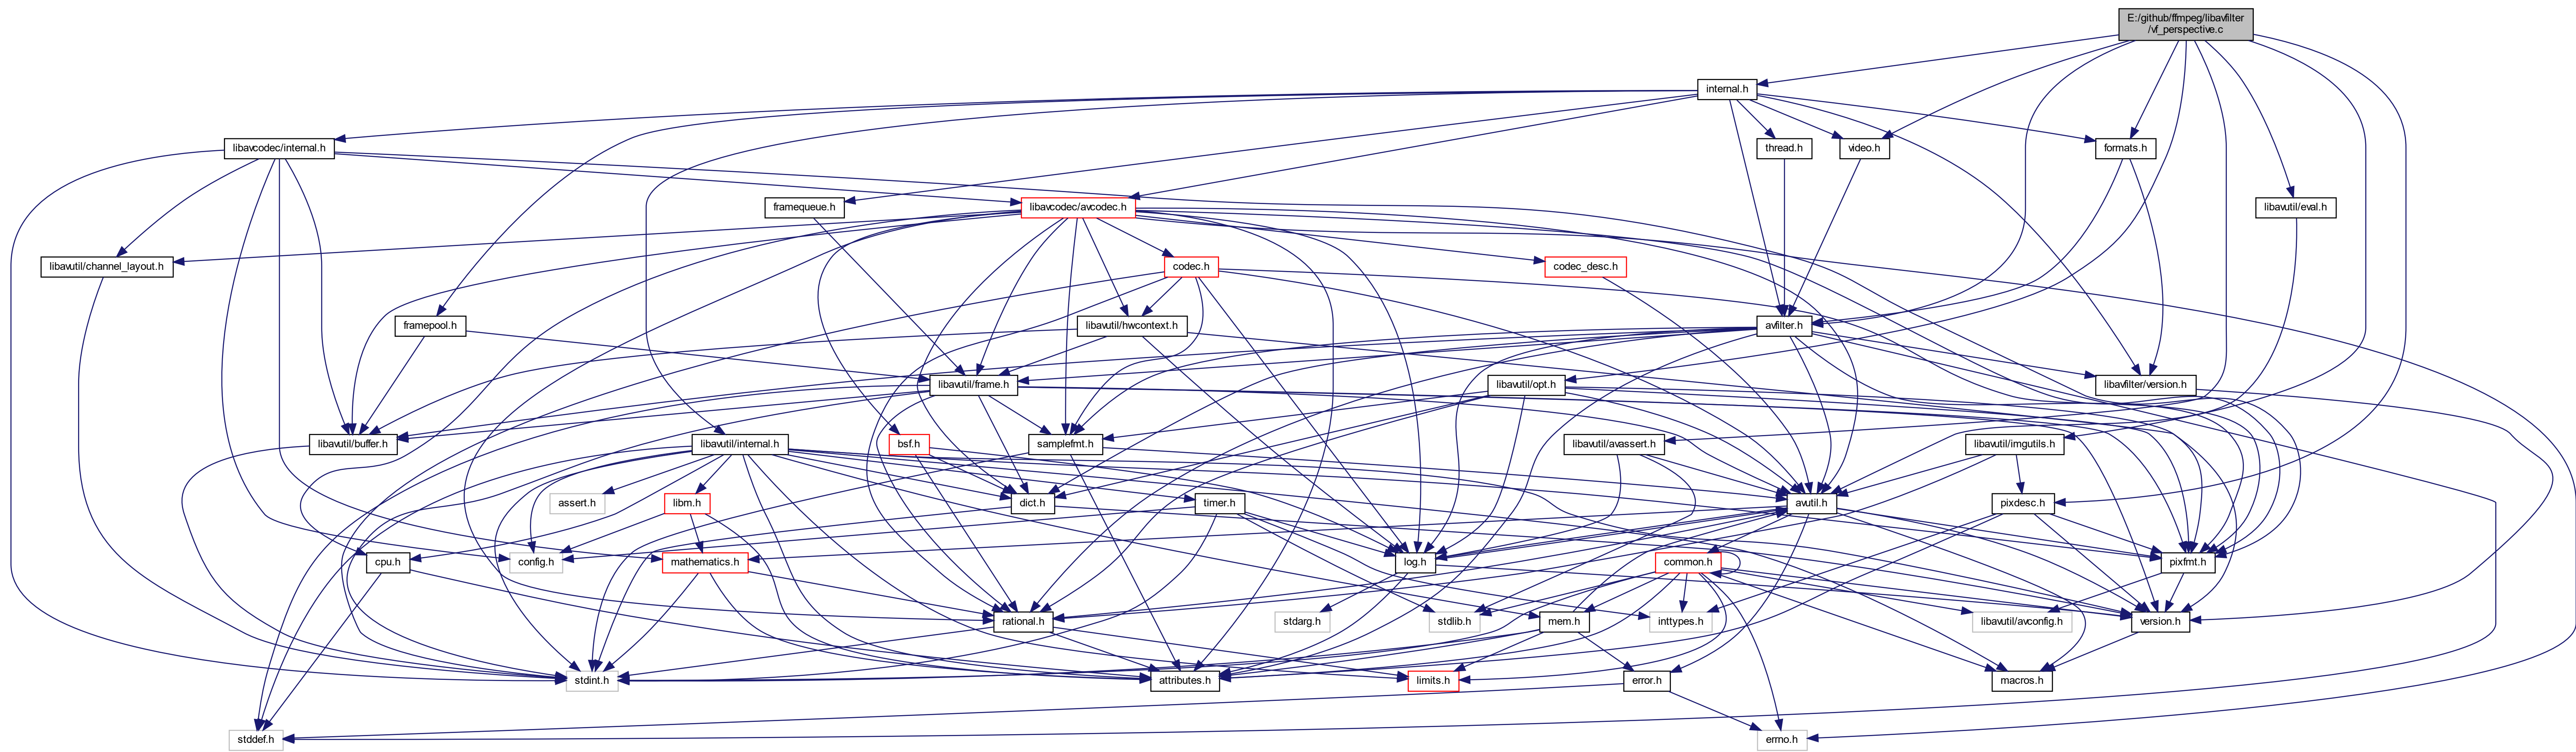 E:/github/ffmpeg/libavfilter
/vf_perspective.c
internal.h
libavcodec/internal.h
thread.h
video.h
formats.h
framequeue.h
libavcodec/avcodec.h
libavutil/eval.h
libavutil/channel_layout.h
codec.h
codec_desc.h
framepool.h
libavutil/hwcontext.h
avfilter.h
libavutil/frame.h
libavutil/opt.h
libavfilter/version.h
libavutil/buffer.h
libavutil/internal.h
bsf.h
samplefmt.h
libavutil/avassert.h
libavutil/imgutils.h
assert.h
libm.h
dict.h
timer.h
avutil.h
pixdesc.h
cpu.h
config.h
mathematics.h
log.h
common.h
pixfmt.h
rational.h
stdarg.h
stdlib.h
mem.h
inttypes.h
libavutil/avconfig.h
version.h
stdint.h
attributes.h
limits.h
error.h
macros.h
stddef.h
errno.h